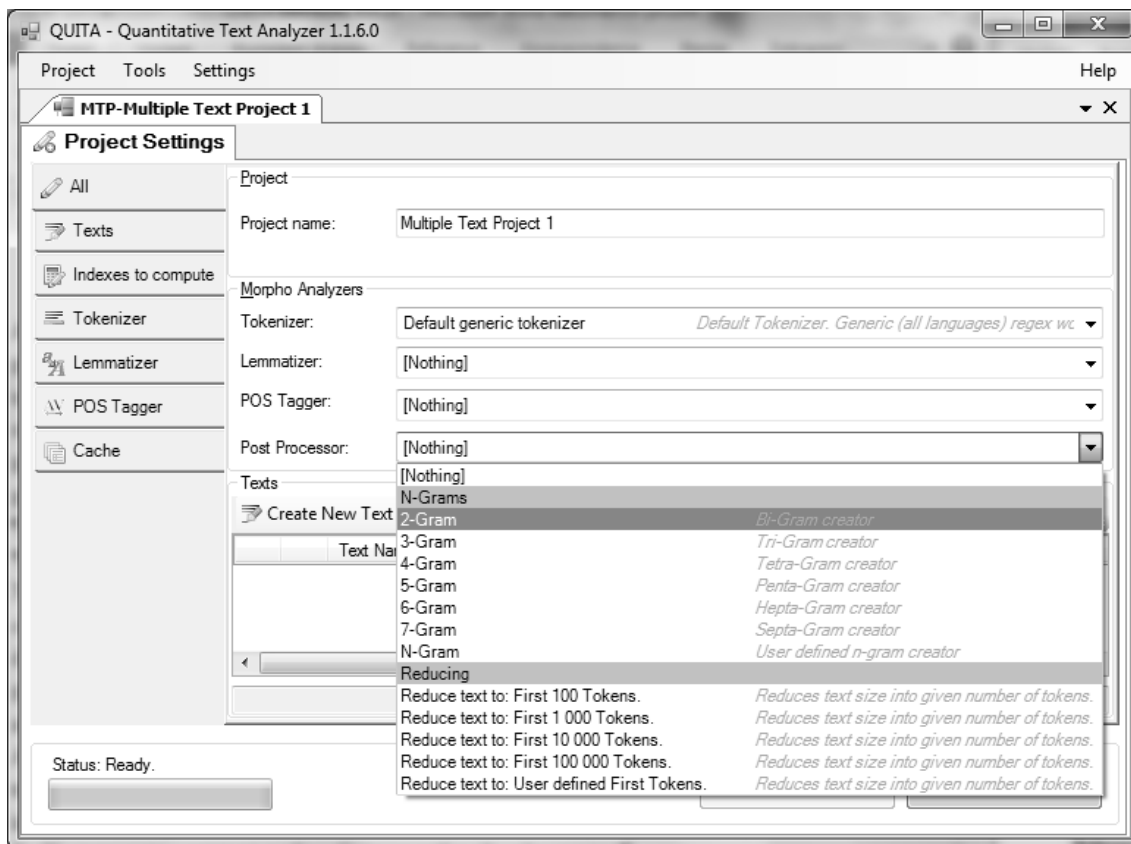 QUITA - Quantitative Text Analyzer 1.1.6.0
Project Tools Settings Help
MTP-Multiple Text Project 1
Project Settings
All
Texts
Indexes to compute
Tokenizer
Lemmatizer
POS Tagger
Cache
Project
Project name: Multiple Text Project 1
Morpho Analyzers
Tokenizer: Default generic tokenizer Default Tokenizer. Generic (all languages) regex wc
Lemmatizer: [Nothing]
POS Tagger: [Nothing]
Post Processor: [Nothing]
Texts
Create New Text
Text Nar
[Nothing]
N-Grams
2-Gram Bi-Gram creator
3-Gram Tri-Gram creator
4-Gram Tetra-Gram creator
5-Gram Penta-Gram creator
6-Gram Hepta-Gram creator
7-Gram Septa-Gram creator
N-Gram User defined n-gram creator
Reducing
Reduce text to: First 100 Tokens. Reduces text size into given number of tokens.
Reduce text to: First 1 000 Tokens. Reduces text size into given number of tokens.
Reduce text to: First 10 000 Tokens. Reduces text size into given number of tokens.
Reduce text to: First 100 000 Tokens. Reduces text size into given number of tokens.
Reduce text to: User defined First Tokens. Reduces text size into given number of tokens.
Status: Ready.